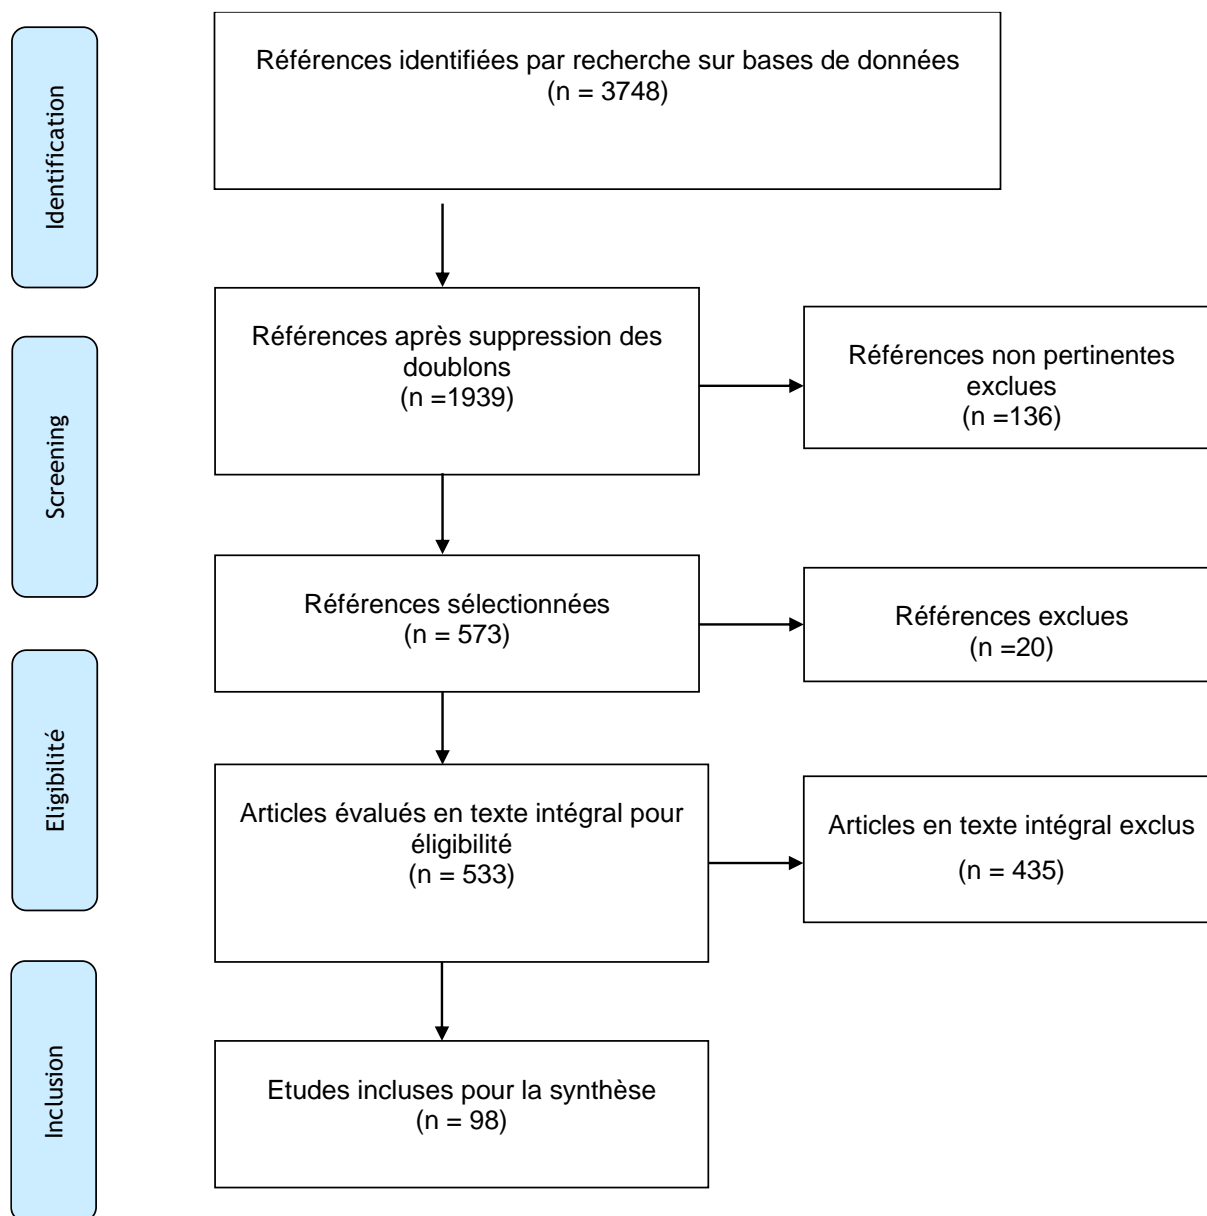 Identification
Références identifiées par recherche sur bases de données
(n = 3748)
Screening
Références après suppression des
doublons
(n =1939)
Références non pertinentes
exclues
(n =136)
Références sélectionnées
(n = 573)
Références exclues
(n =20)
Eligibilité
Articles évalués en texte intégral pour
éligibilité
(n = 533)
Articles en texte intégral exclus
(n = 435)
Inclusion
Etudes incluses pour la synthèse
(n = 98)